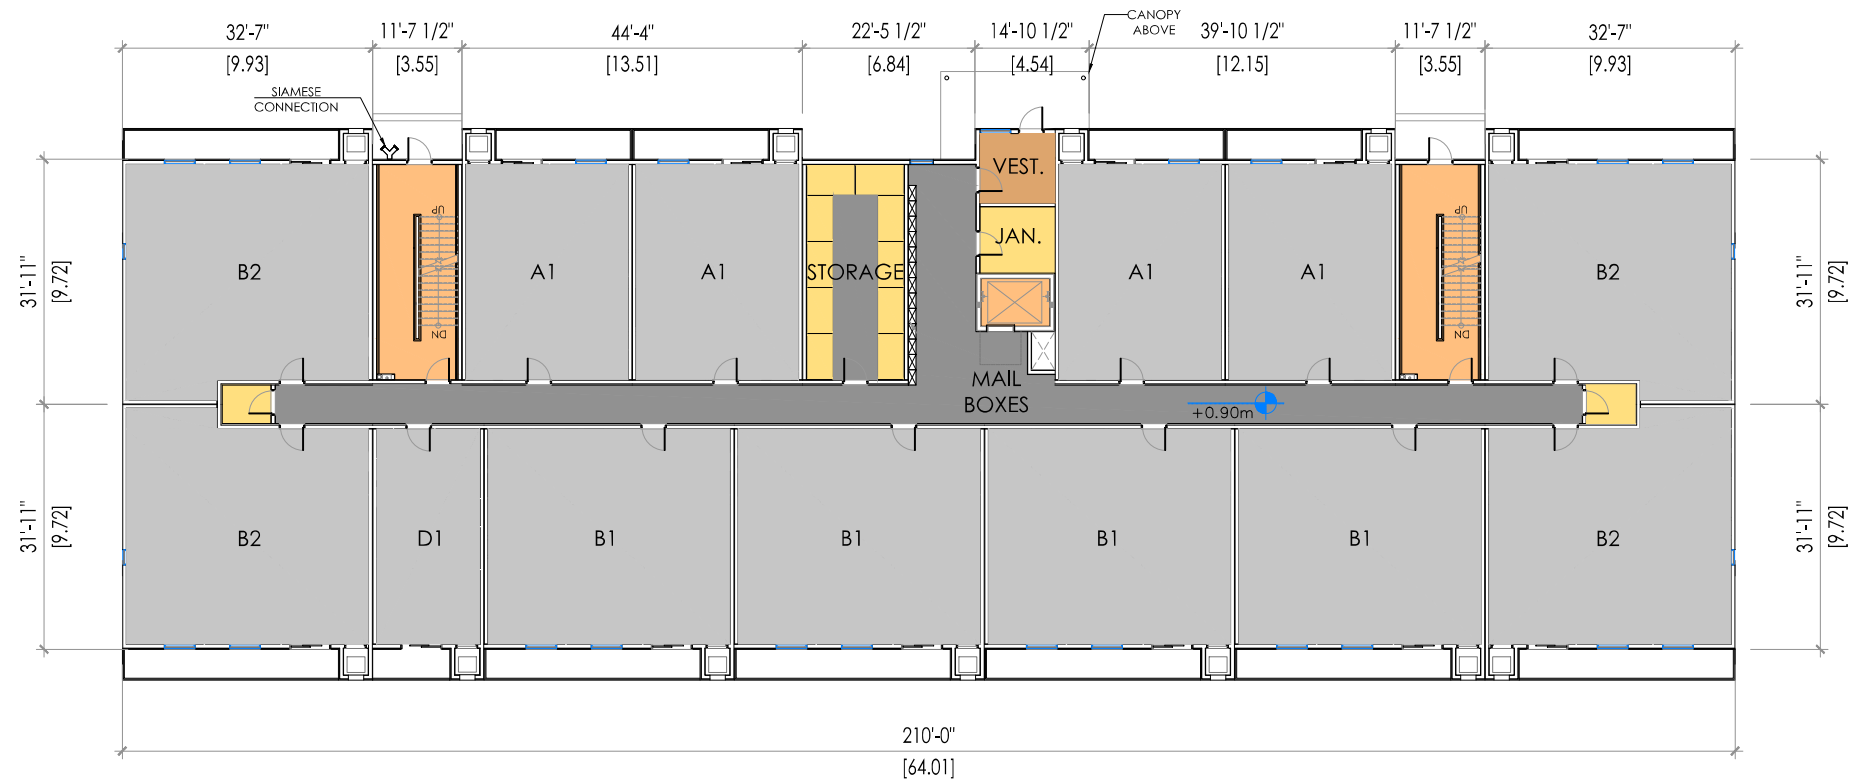 CANOPY
ABOVE
32'-7" 11'-7 1/2" 44'-4" 22'-5 1/2" 14'-10 1/2" 39'-10 1/2" 11'-7 1/2" 32'-7"
[9.93] [3.55] [13.51] [6.84] [4.54] [12.15] [3.55] [9.93]
SIAMESE
CONNECTION
VEST.
UP UP
JAN.
31'-11" [9.72] B2 A1 A1 STORAGE A1 A1 B2 31'-11" [9.72]
DN DN
MAIL
BOXES
+0.90m
31'-11" [9.72] B2 D1 B1 B1 B1 B1 B2 31'-11" [9.72]
210'-0"
[64.01]